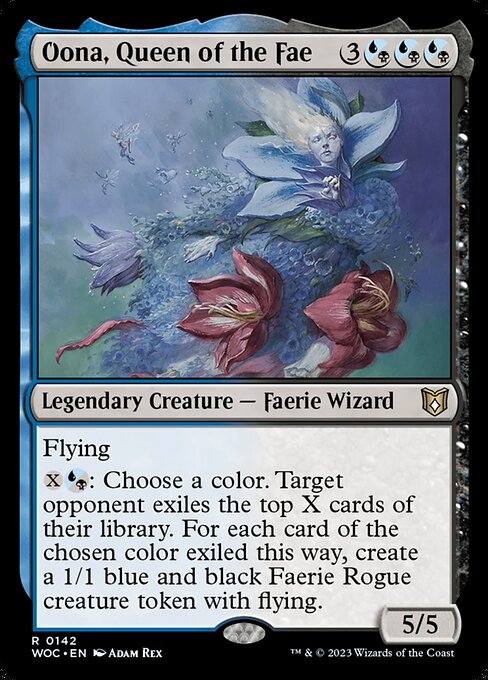 Oona, Queen of the Fae 3
Legendary Creature — Faerie Wizard
Flying
X : Choose a color. Target
opponent exiles the top X cards of
their library. For each card of the
chosen color exiled this way, create
a 1/1 blue and black Faerie Rogue
creature token with flying.
5/5
R 0142
WOC • EN Adam Rex
™ & © 2023 Wizards of the Coast